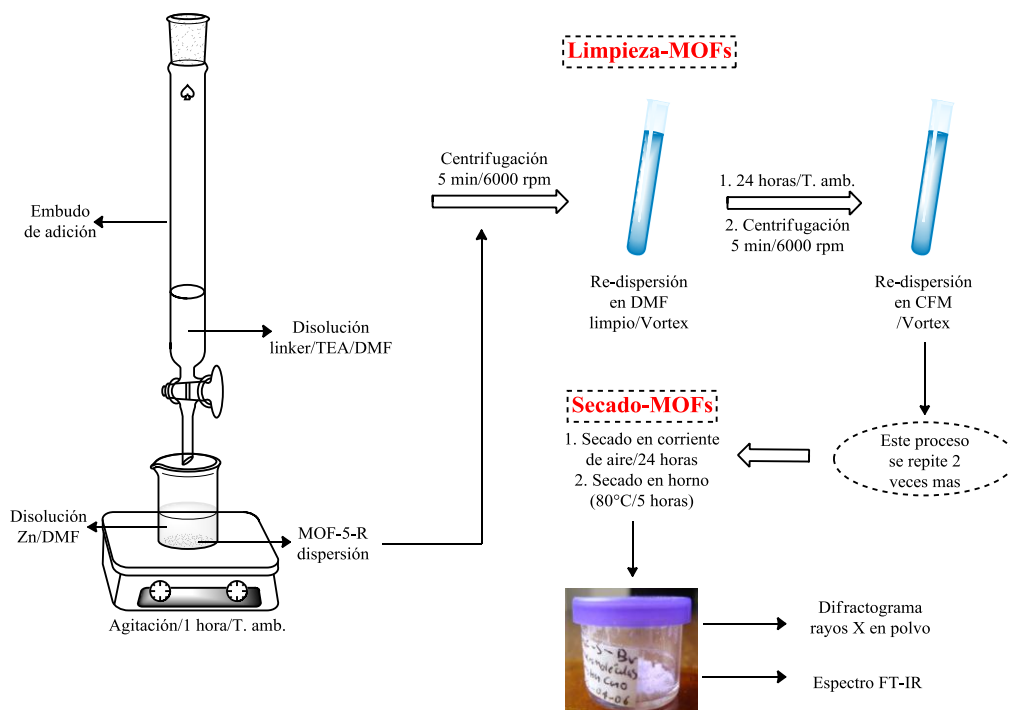 Limpieza-MOFs
Centrifugación
5 min/6000 rpm
1. 24 horas/T. amb.
2. Centrifugación
5 min/6000 rpm
Embudo
de adición
Re-dispersión
en DMF
limpio/Vortex
Re-dispersión
en CFM
/Vortex
Disolución
linker/TEA/DMF
Secado-MOFs
1. Secado en corriente
de aire/24 horas
2. Secado en horno
(80°C/5 horas)
Este proceso
se repite 2
veces mas
Disolución
Zn/DMF
MOF-5-R
dispersión
Agitación/1 hora/T. amb.
Difractograma
rayos X en polvo
Espectro FT-IR
-5-Br
04-06